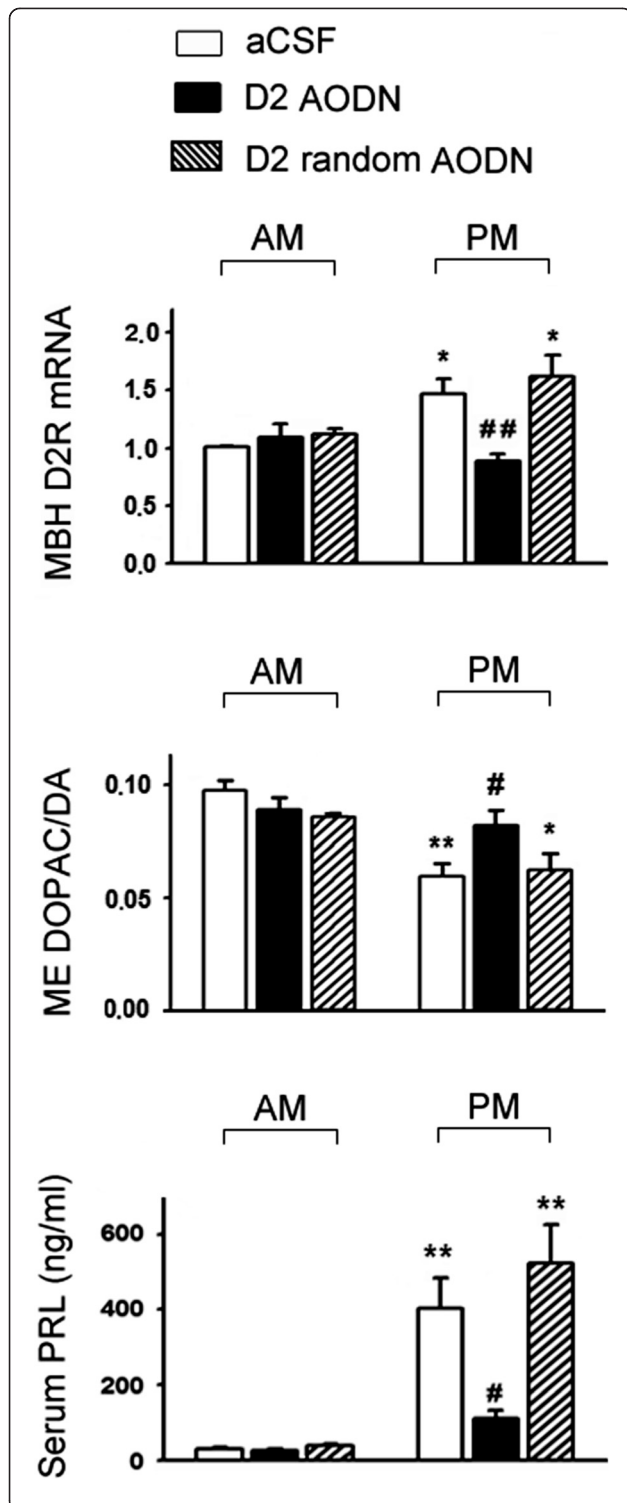 aCSF
D2 AODN
D2 random AODN
AM PM
MBH D2R mRNA
2.0
1.5
1.0
0.5
0.0
*
##
*
AM PM
ME DOPAC/DA
0.10
0.05
0.00
**
#
*
AM PM
Serum PRL (ng/ml)
600
400
200
0
**
#
**